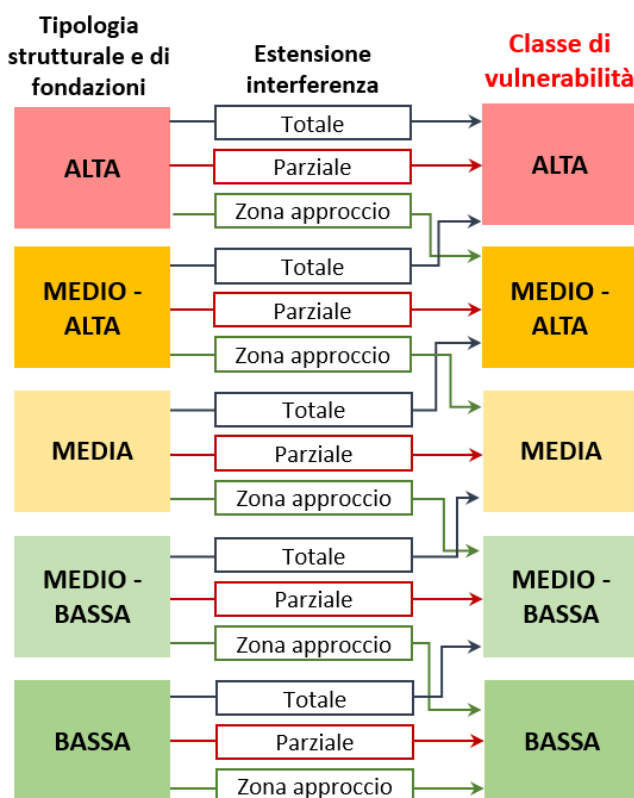 Tipologia
strutturale e di
fondazioni
Estensione
interferenza
Classe di
vulnerabilità
ALTA
Totale
Parziale
Zona approccio
ALTA
MEDIO -
ALTA
Totale
Parziale
Zona approccio
MEDIO -
ALTA
MEDIA
Totale
Parziale
Zona approccio
MEDIA
MEDIO -
BASSA
Totale
Parziale
Zona approccio
MEDIO -
BASSA
BASSA
Totale
Parziale
Zona approccio
BASSA